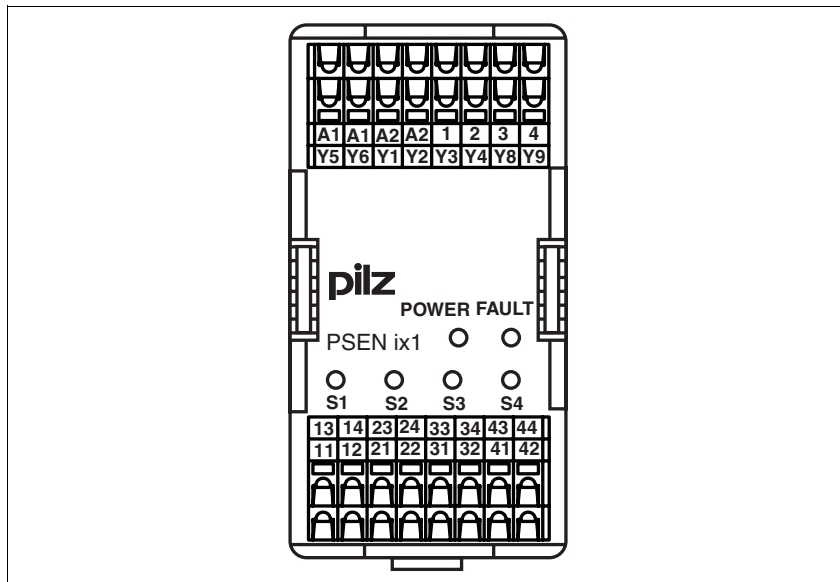 A1 A1 A2 A2 1 2 3 4
Y5 Y6 Y1 Y2 Y3 Y4 Y8 Y9
pilz
POWER FAULT
PSEN ix1
S1 S2 S3 S4
13 14 23 24 33 34 43 44
11 12 21 22 31 32 41 42